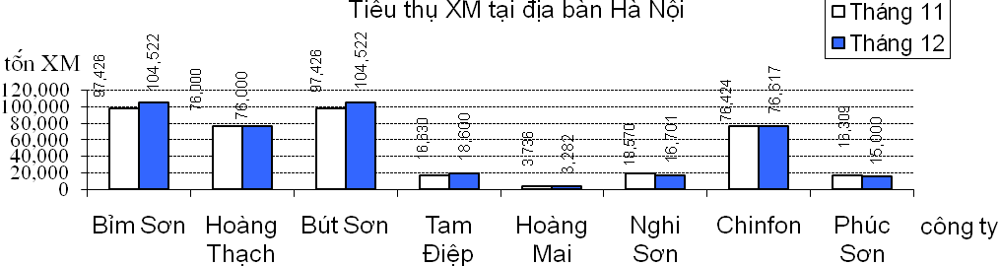 Tiêu thụ XM tại địa bàn Hà Nội
Tháng 11
Tháng 12
tấn XM
120,000
100,000
80,000
60,000
40,000
20,000
0
97,426
104,522
76,000
76,000
97,426
104,522
16,630
18,600
3736
3,282
18,570
16,701
76,424
76,617
16,309
15,000
Bỉm Sơn
Hoàng Thạch
Bút Sơn
Tam Điệp
Hoàng Mai
Nghi Sơn
Chinfon
Phúc Sơn
công ty